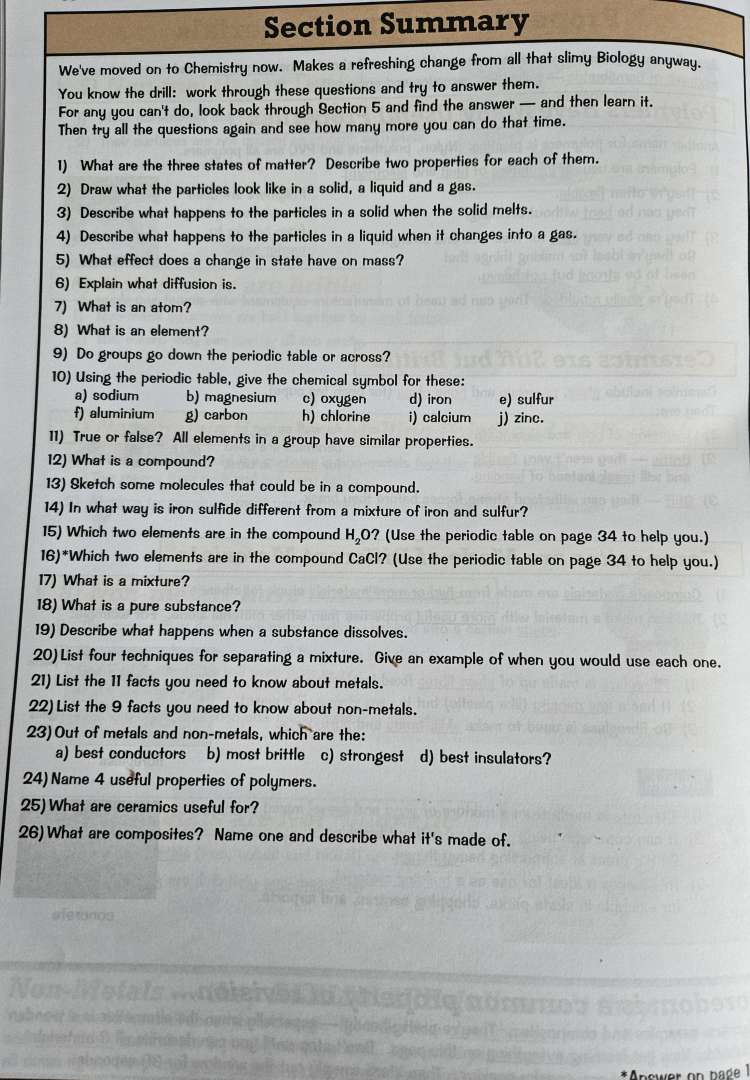 Section Summary
We've moved on to Chemistry now. Makes a refreshing change from all that slimy Biology anyway.
You know the drill: work through these questions and try to answer them.
For any you can't do, look back through Section 5 and find the answer — and then learn it.
Then try all the questions again and see how many more you can do that time.
1) What are the three states of matter? Describe two properties for each of them.
2) Draw what the particles look like in a solid, a liquid and a gas.
3) Describe what happens to the particles in a solid when the solid melts.
4) Describe what happens to the particles in a liquid when it changes into a gas.
5) What effect does a change in state have on mass?
6) Explain what diffusion is.
7) What is an atom?
8) What is an element?
9) Do groups go down the periodic table or across?
10) Using the periodic table, give the chemical symbol for these:
a) sodium b) magnesium c) oxygen d) iron e) sulfur
f) aluminium g) carbon h) chlorine i) calcium j) zinc.
11) True or false? All elements in a group have similar properties.
12) What is a compound?
13) Sketch some molecules that could be in a compound.
14) In what way is iron sulfide different from a mixture of iron and sulfur?
15) Which two elements are in the compound H₂O? (Use the periodic table on page 34 to help you.)
16)*Which two elements are in the compound CaCl? (Use the periodic table on page 34 to help you.)
17) What is a mixture?
18) What is a pure substance?
19) Describe what happens when a substance dissolves.
20) List four techniques for separating a mixture. Give an example of when you would use each one.
21) List the 11 facts you need to know about metals.
22) List the 9 facts you need to know about non-metals.
23) Out of metals and non-metals, which are the:
a) best conductors b) most brittle c) strongest d) best insulators?
24) Name 4 useful properties of polymers.
25) What are ceramics useful for?
26) What are composites? Name one and describe what it's made of.
*Answer on page